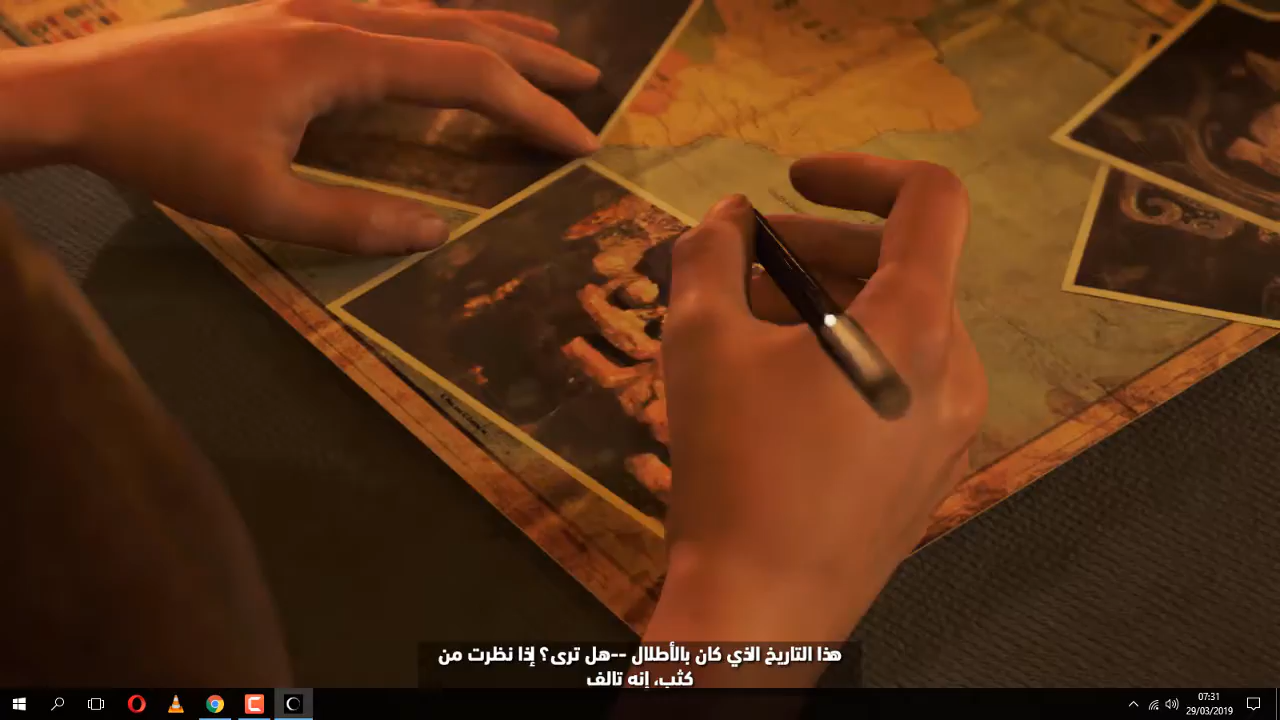 هذا التاريخ الذي كان بالأطلال --هل ترى؟ إذا نظرت من
كثب، إنه تالف
07:31
29/03/2019